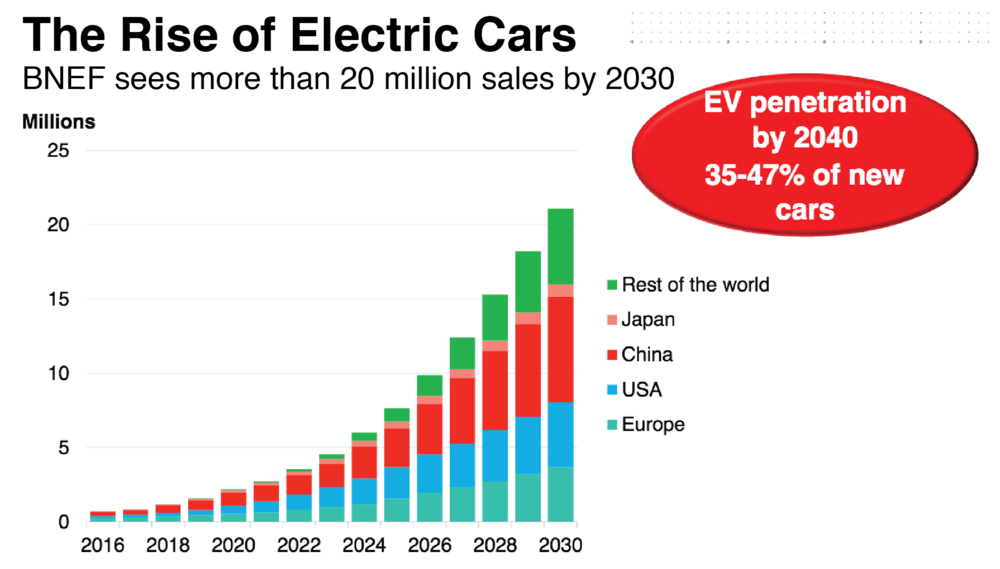 The Rise of Electric Cars
BNEF sees more than 20 million sales by 2030
EV penetration
by 2040
35-47% of new
cars
Millions
25
20
15
10
5
0
2016
2018
2020
2022
2024
2026
2028
2030
Rest of the world
Japan
China
USA
Europe